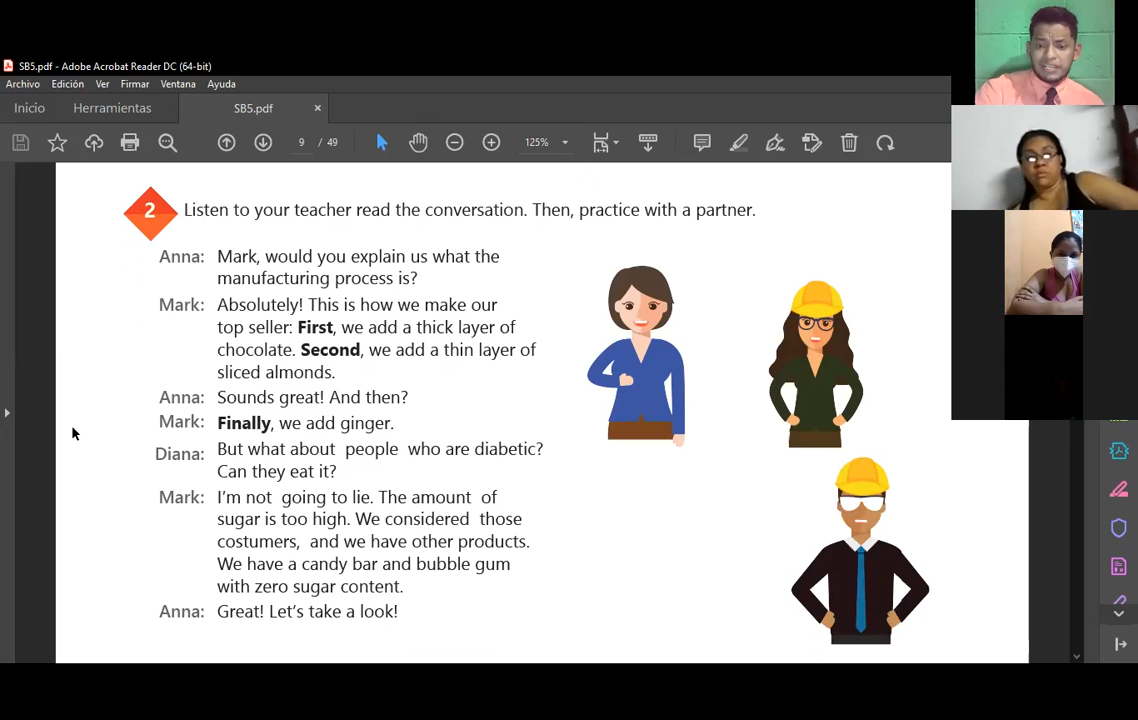 SB5.pdf - Adobe Acrobat Reader DC (64-bit)
Archivo Edición Ver Firmar Ventana Ayuda
Inicio Herramientas SB5.pdf ×
9 / 49 125%
2 Listen to your teacher read the conversation. Then, practice with a partner.
Anna: Mark, would you explain us what the
manufacturing process is?
Mark: Absolutely! This is how we make our
top seller: First, we add a thick layer of
chocolate. Second, we add a thin layer of
sliced almonds.
Anna: Sounds great! And then?
Mark: Finally, we add ginger.
Diana: But what about people who are diabetic?
Can they eat it?
Mark: I'm not going to lie. The amount of
sugar is too high. We considered those
costumers, and we have other products.
We have a candy bar and bubble gum
with zero sugar content.
Anna: Great! Let's take a look!